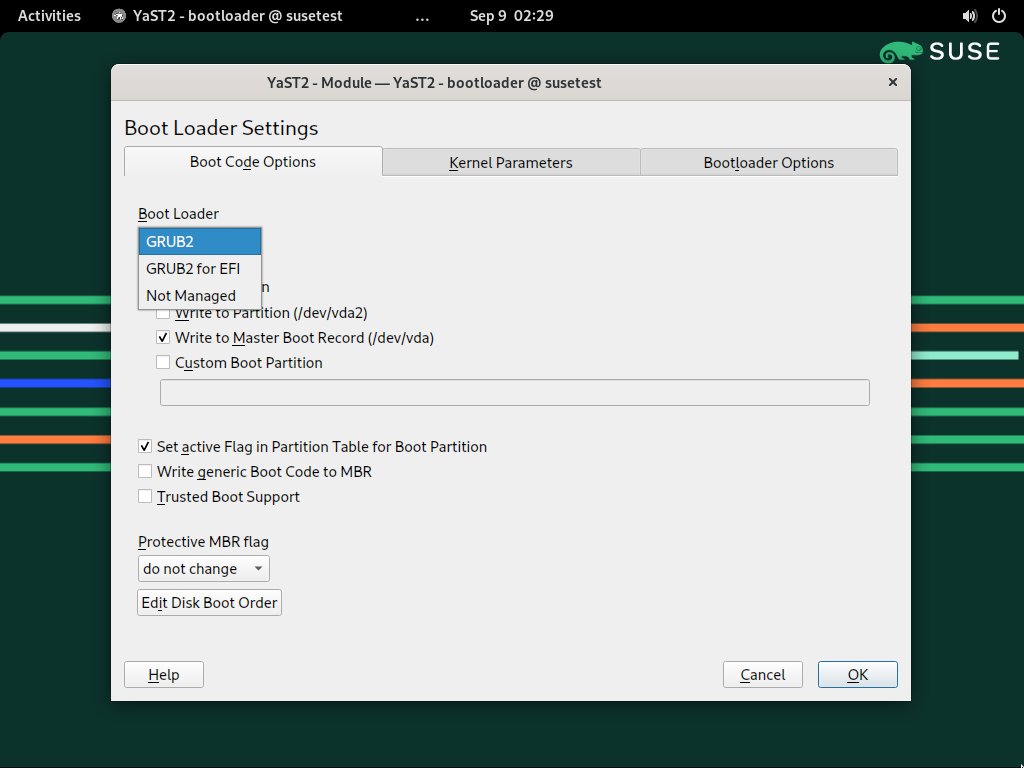 Activities YaST2 - bootloader @ susetest ... Sep 9 02:29
SUSE
YaST2 - Module — YaST2 - bootloader @ susetest ×
Boot Loader Settings
Boot Code Options Kernel Parameters Bootloader Options
Boot Loader
GRUB2
GRUB2 for EFI
Not Managed
Write to Partition (/dev/vda2)
Write to Master Boot Record (/dev/vda)
Custom Boot Partition
Set active Flag in Partition Table for Boot Partition
Write generic Boot Code to MBR
Trusted Boot Support
Protective MBR flag
do not change
Edit Disk Boot Order
Help Cancel OK